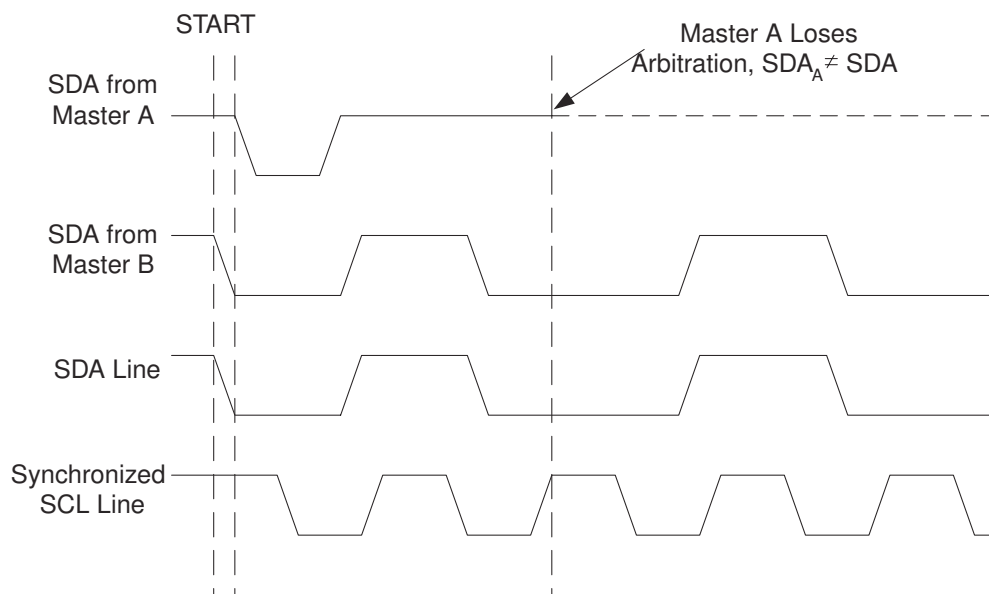 START
Master A Loses
Arbitration, SDA_A ≠ SDA
SDA from
Master A
SDA from
Master B
SDA Line
Synchronized
SCL Line